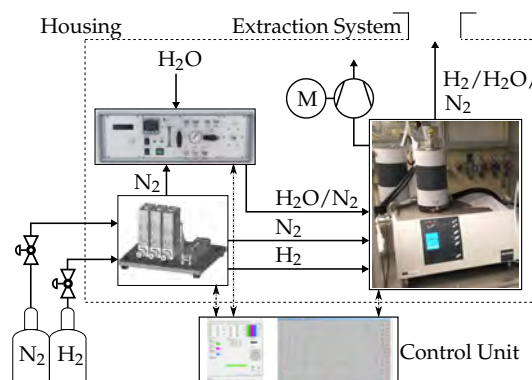 Housing
Extraction System
H₂O
M
H₂/H₂O/
N₂
N₂
H₂O/N₂
N₂
H₂
N₂
H₂
Control Unit